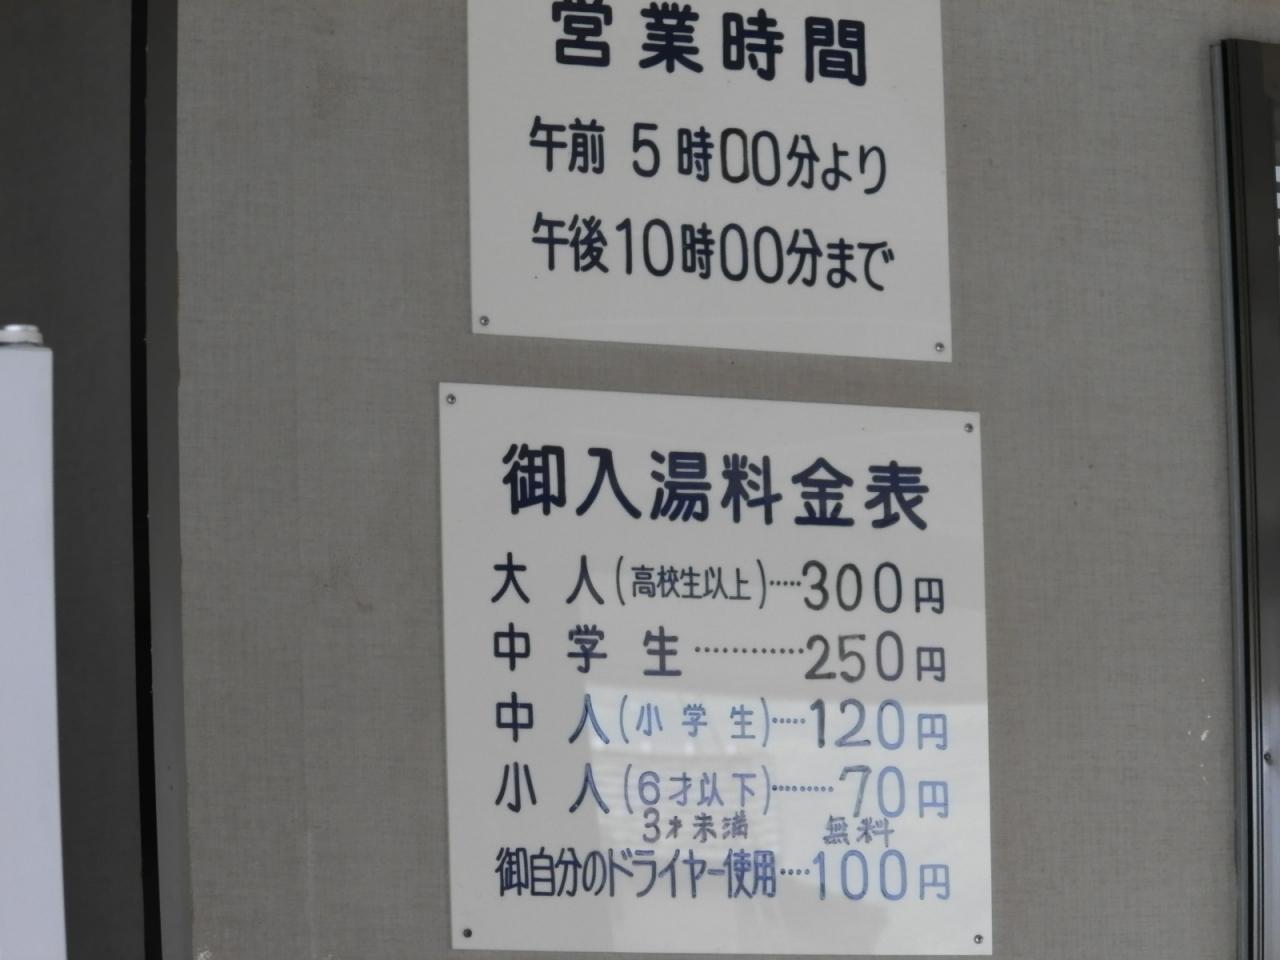 営業時間
午前 5時00分より
午後10時00分まで
御入湯料金表
大人(高校生以上)……300円
中学生…………250円
中人(小学生)……120円
小人(6才以下)………70円
3才未満 無料
御自分のドライヤー使用……100円